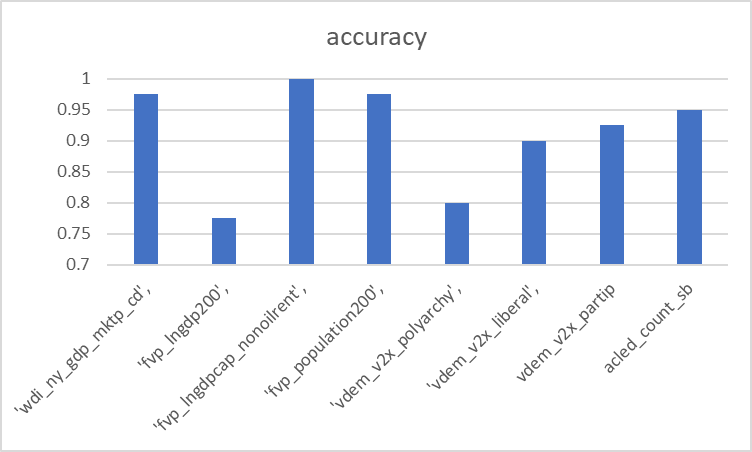 accuracy
1
0.95
0.9
0.85
0.8
0.75
0.7
'wdi_ny_gdp_mktp_cd',
'fvp_lngdp200',
'fvp_lngdpcap_nonoilrent',
'fvp_population200',
'vdem_v2x_polyarchy',
'vdem_v2x_liberal',
vdem_v2x_partip
acled_count_sb